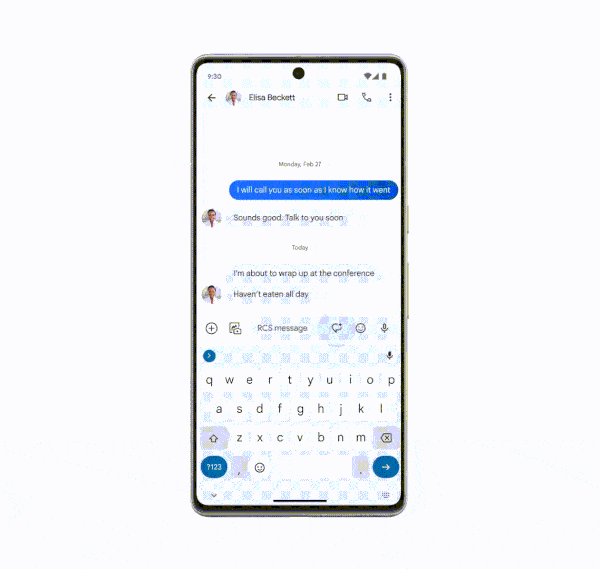 9:30
Elisa Beckett
Monday, Feb 27
I will call you as soon as I know how it went
Sounds good. Talk to you soon
Today
I'm about to wrap up at the conference
Haven't eaten all day
RCS message
q w e r t y u i o p
a s d f g h j k l
z x c v b n m
?123 , .